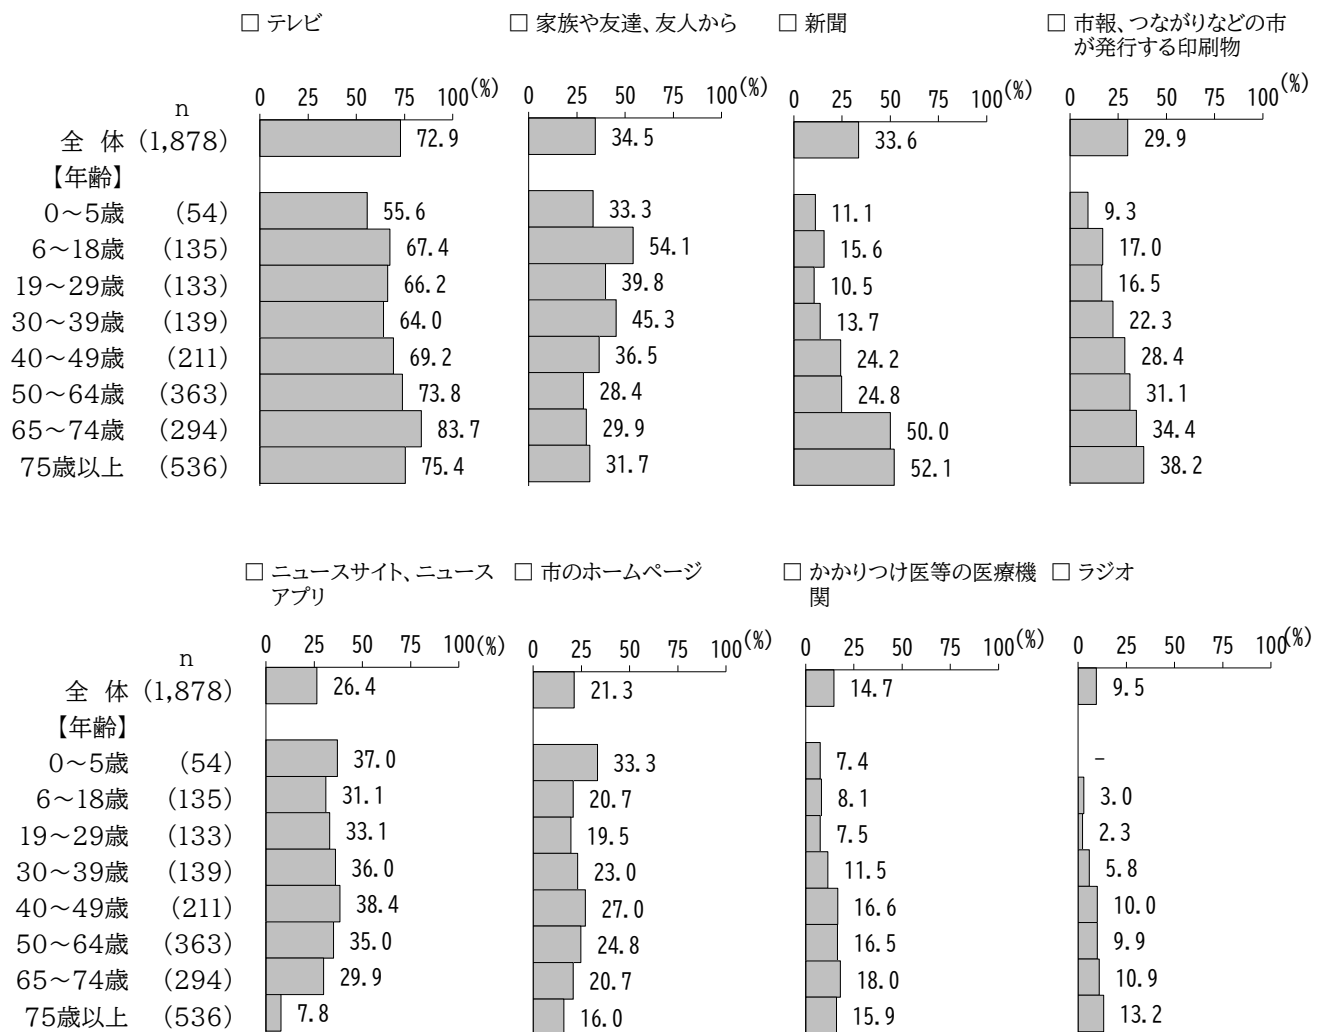 □ テレビ □ 家族や友達、友人から □ 新聞 □ 市報、つながりなどの市
が発行する印刷物
n 0 25 50 75 100(%) 0 25 50 75 100(%) 0 25 50 75 100(%) 0 25 50 75 100(%)
全 体 (1,878) 72.9 34.5 33.6 29.9
【年齢】
0～5歳 (54) 55.6 33.3 11.1 9.3
6～18歳 (135) 67.4 54.1 15.6 17.0
19～29歳 (133) 66.2 39.8 10.5 16.5
30～39歳 (139) 64.0 45.3 13.7 22.3
40～49歳 (211) 69.2 36.5 24.2 28.4
50～64歳 (363) 73.8 28.4 24.8 31.1
65～74歳 (294) 83.7 29.9 50.0 34.4
75歳以上 (536) 75.4 31.7 52.1 38.2
□ ニュースサイト、ニュース □ 市のホームページ □ かかりつけ医等の医療機 □ ラジオ
アプリ 関
n 0 25 50 75 100(%) 0 25 50 75 100(%) 0 25 50 75 100(%) 0 25 50 75 100(%)
全 体 (1,878) 26.4 21.3 14.7 9.5
【年齢】
0～5歳 (54) 37.0 33.3 7.4 －
6～18歳 (135) 31.1 20.7 8.1 3.0
19～29歳 (133) 33.1 19.5 7.5 2.3
30～39歳 (139) 36.0 23.0 11.5 5.8
40～49歳 (211) 38.4 27.0 16.6 10.0
50～64歳 (363) 35.0 24.8 16.5 9.9
65～74歳 (294) 29.9 20.7 18.0 10.9
75歳以上 (536) 7.8 16.0 15.9 13.2